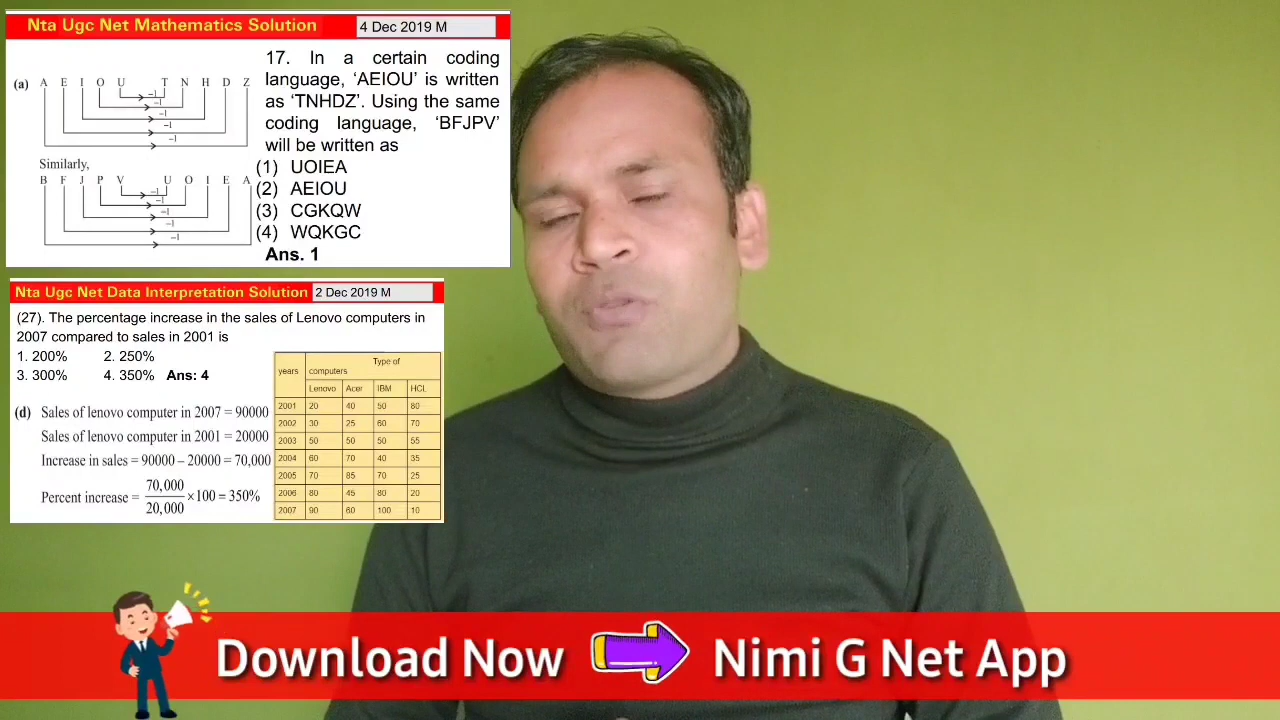 Nta Ugc Net Mathematics Solution 4 Dec 2019 M
(a) A E I O U T N H D Z
-1
-1
-1
-1
-1
Similarly,
B F J P V U O I E A
-1
-1
-1
-1
-1
17. In a certain coding
language, ‘AEIOU’ is written
as ‘TNHDZ’. Using the same
coding language, ‘BFJPV’
will be written as
(1) UOIEA
(2) AEIOU
(3) CGKQW
(4) WQKGC
Ans. 1
Nta Ugc Net Data Interpretation Solution 2 Dec 2019 M
(27). The percentage increase in the sales of Lenovo computers in
2007 compared to sales in 2001 is
1. 200% 2. 250%
3. 300% 4. 350% Ans: 4
(d) Sales of lenovo computer in 2007 = 90000
Sales of lenovo computer in 2001 = 20000
Increase in sales = 90000 – 20000 = 70,000
Percent increase = 70,000/20,000 ×100 = 350%
years Type of computers
Lenovo Acer IBM HCL
2001 20 40 50 80
2002 30 25 60 70
2003 50 50 50 55
2004 60 70 40 35
2005 70 85 70 25
2006 80 45 80 20
2007 90 60 100 10
Download Now Nimi G Net App